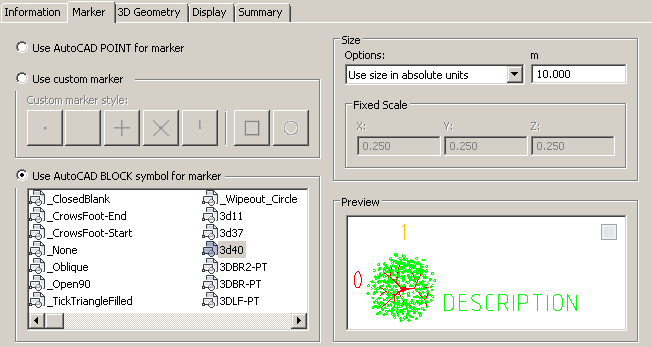 Information Marker 3D Geometry Display Summary
Use AutoCAD POINT for marker
Use custom marker
Custom marker style:
Use AutoCAD BLOCK symbol for marker
_ClosedBlank
_CrowsFoot-End
_CrowsFoot-Start
_None
_Oblique
_Open90
_TickTriangleFilled
_Wipeout_Circle
3d11
3d37
3d40
3DBR2-PT
3DBR-PT
3DLF-PT
Size
Options: m
Use size in absolute units 10.000
Fixed Scale
X: Y: Z:
0.250 0.250 0.250
Preview
1
0
DESCRIPTION